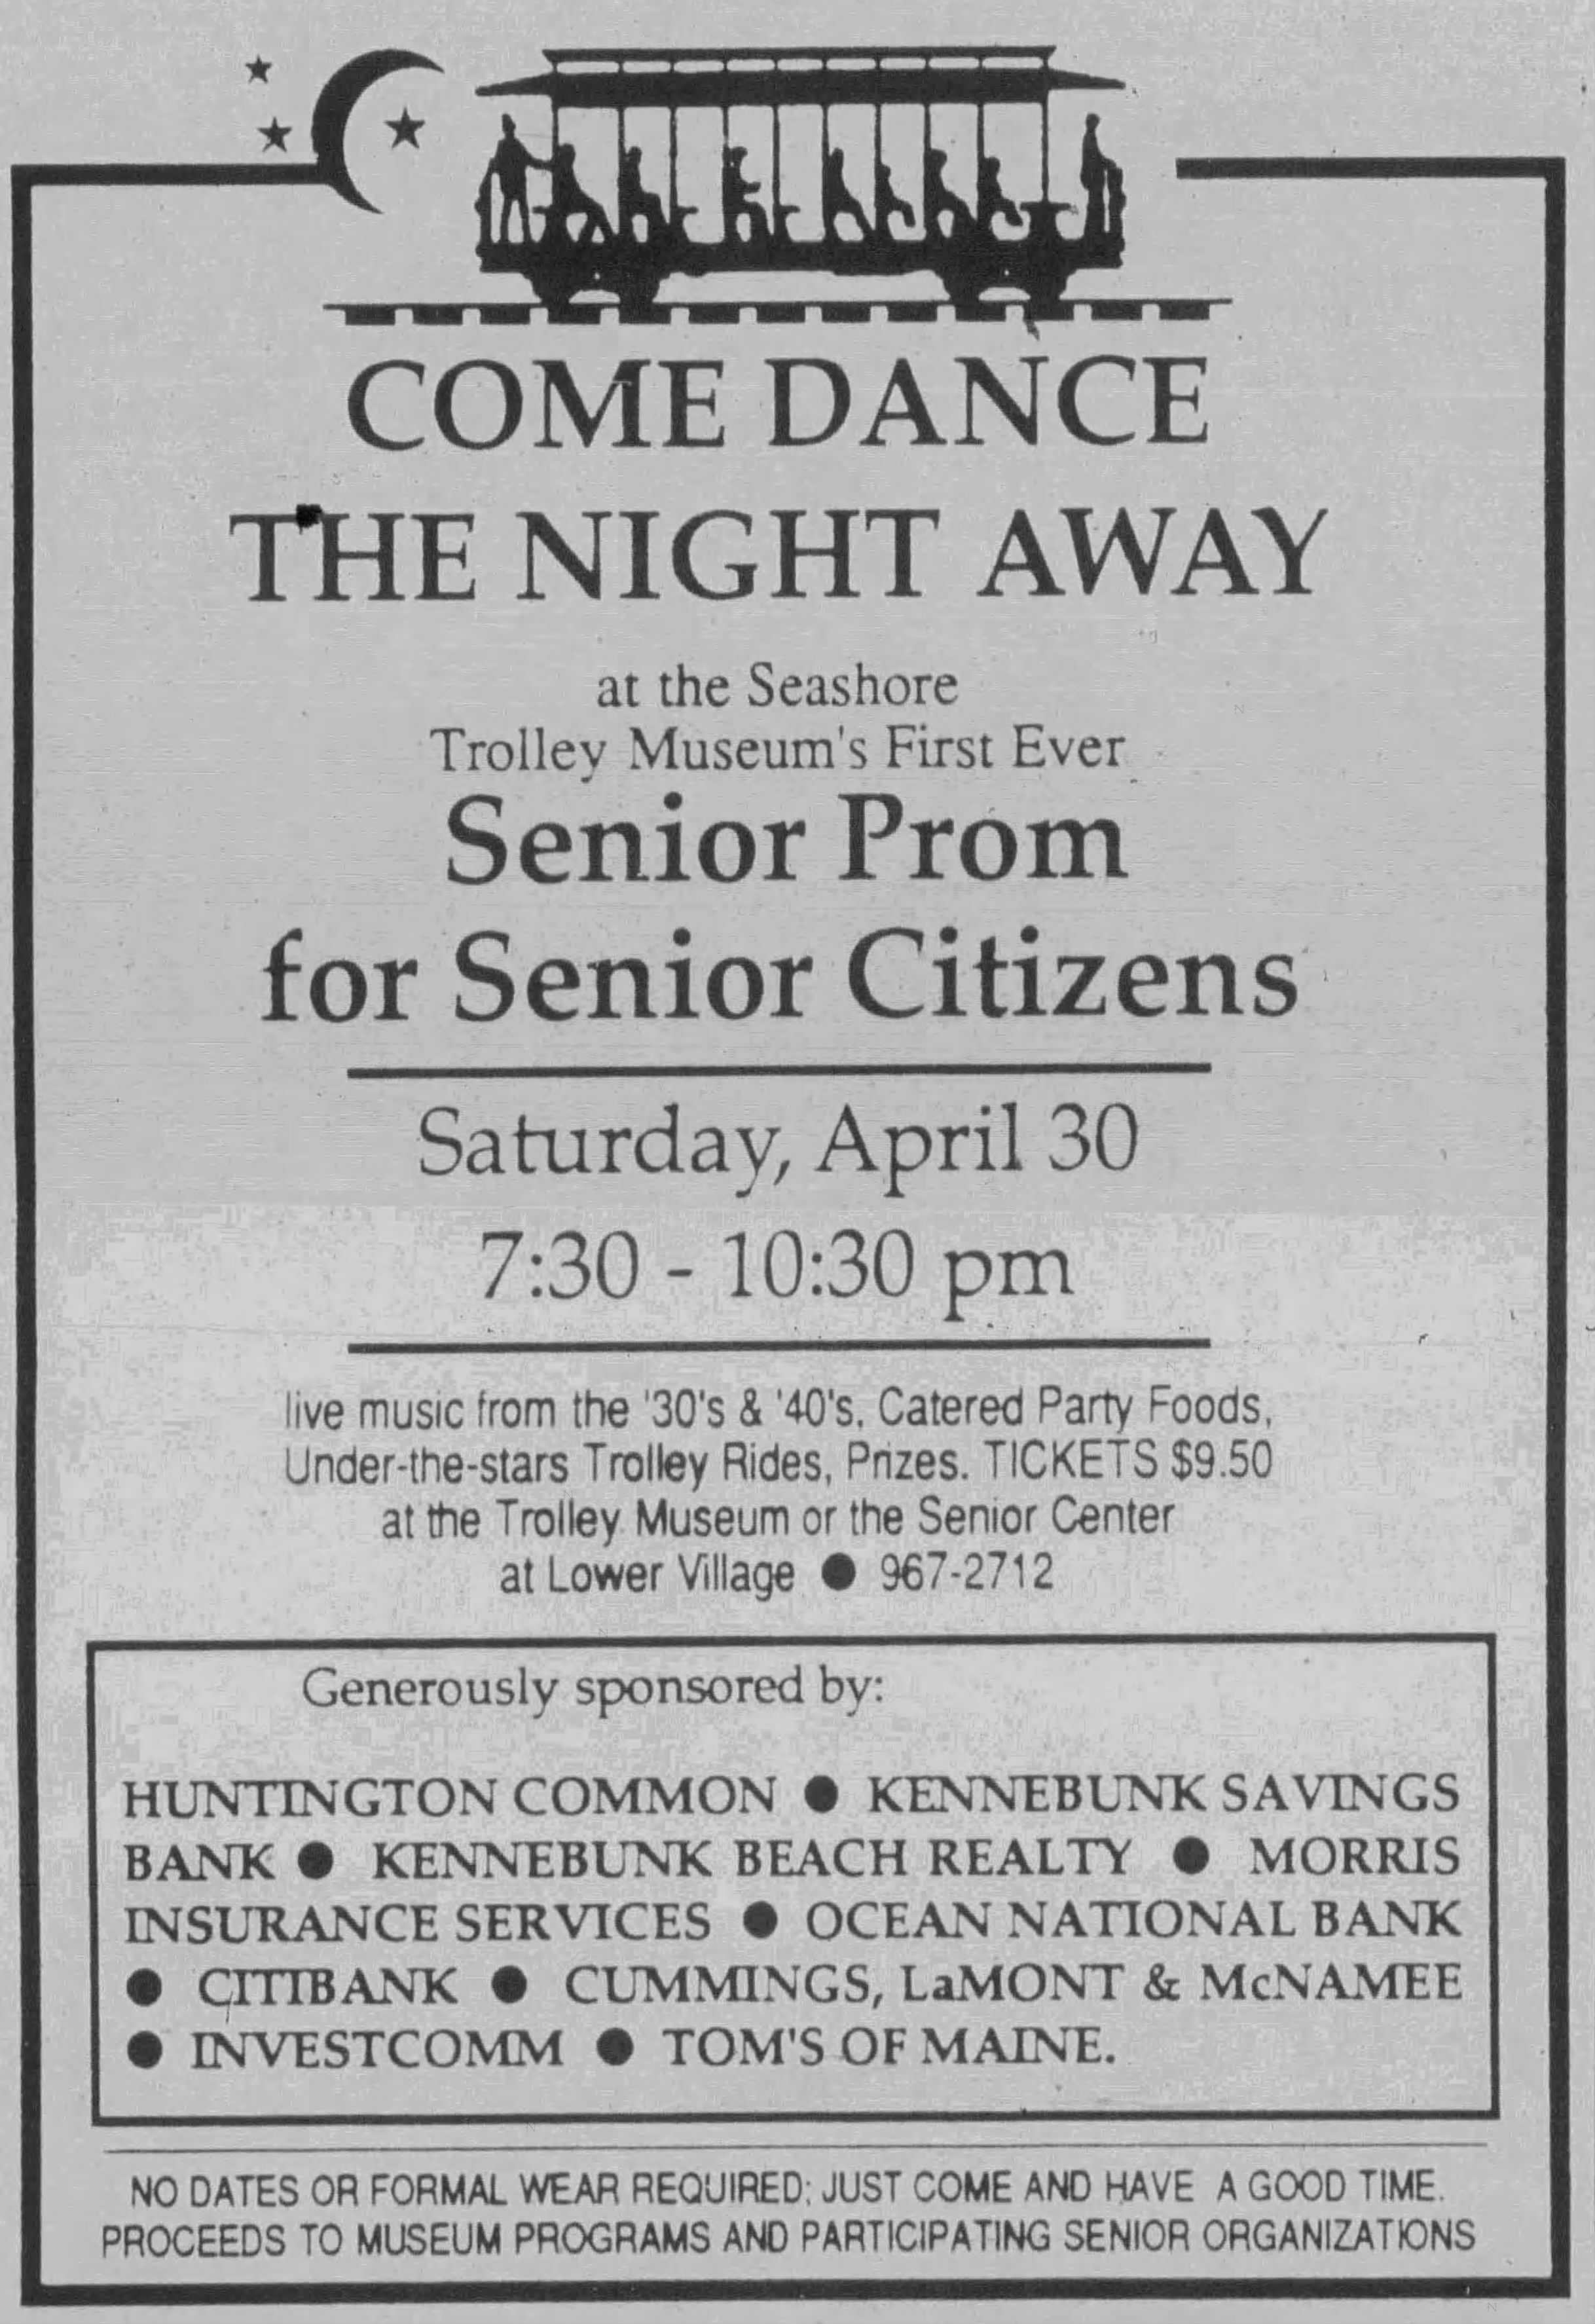 COME DANCE
THE NIGHT AWAY
at the Seashore
Trolley Museum's First Ever
Senior Prom
for Senior Citizens
Saturday, April 30
7:30 - 10:30 pm
live music from the '30's & '40's, Catered Party Foods,
Under-the-stars Trolley Rides, Prizes. TICKETS $9.50
at the Trolley Museum or the Senior Center
at Lower Village ● 967-2712
Generously sponsored by:
HUNTINGTON COMMON ● KENNEBUNK SAVINGS
BANK ● KENNEBUNK BEACH REALTY ● MORRIS
INSURANCE SERVICES ● OCEAN NATIONAL BANK
● CITIBANK ● CUMMINGS, LaMONT & McNAMEE
● INVESTCOMM ● TOM'S OF MAINE.
NO DATES OR FORMAL WEAR REQUIRED; JUST COME AND HAVE A GOOD TIME.
PROCEEDS TO MUSEUM PROGRAMS AND PARTICIPATING SENIOR ORGANIZATIONS